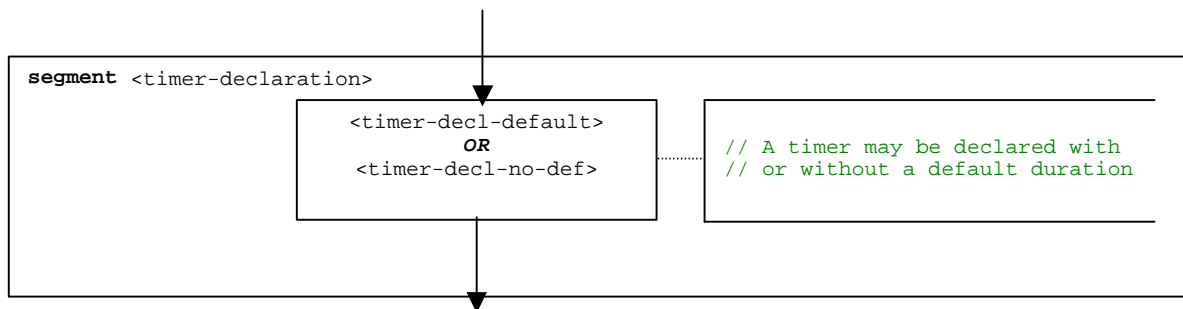 segment <timer-declaration>
<timer-decl-default>
OR
<timer-decl-no-def>
// A timer may be declared with
// or without a default duration